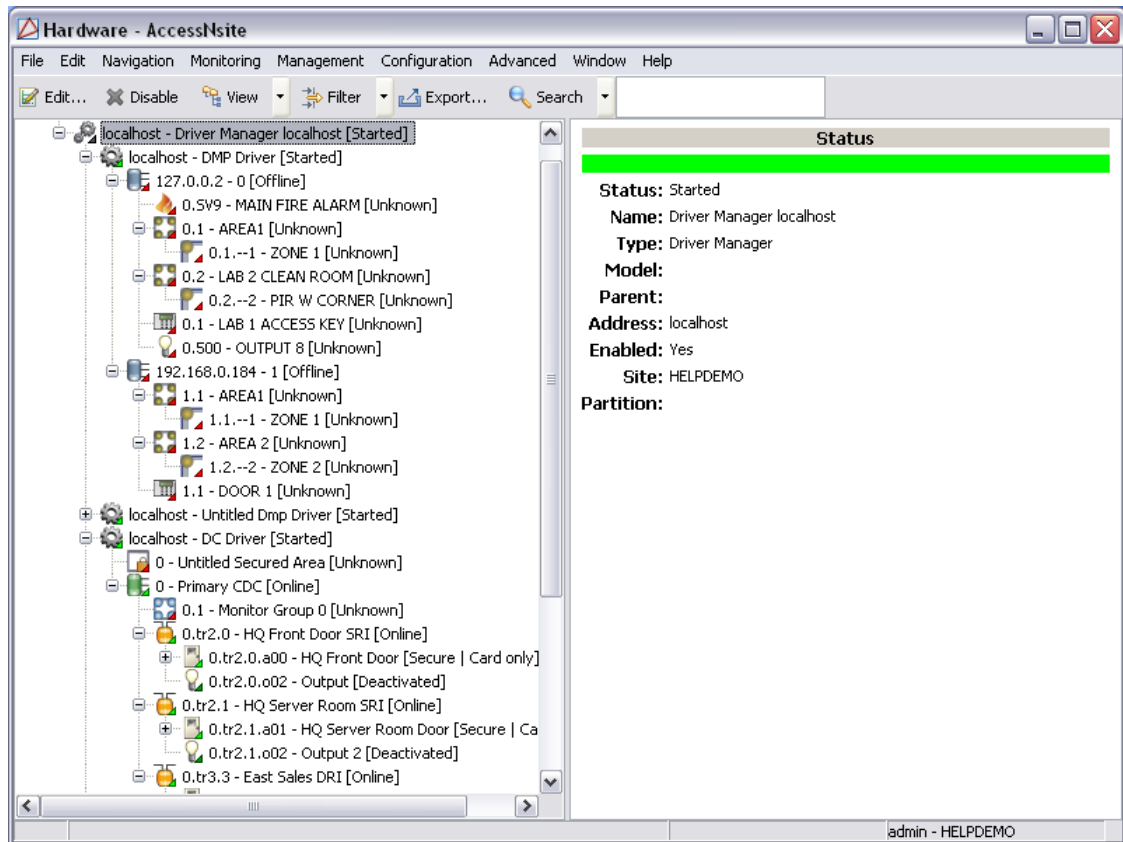 Hardware - AccessNsite
File Edit Navigation Monitoring Management Configuration Advanced Window Help
Edit... Disable View Filter Export... Search
localhost - Driver Manager localhost [Started]
localhost - DMP Driver [Started]
127.0.0.2 - 0 [Offline]
0.SV9 - MAIN FIRE ALARM [Unknown]
0.1 - AREA1 [Unknown]
0.1.--1 - ZONE 1 [Unknown]
0.2 - LAB 2 CLEAN ROOM [Unknown]
0.2.--2 - PIR W CORNER [Unknown]
0.1 - LAB 1 ACCESS KEY [Unknown]
0.500 - OUTPUT 8 [Unknown]
192.168.0.184 - 1 [Offline]
1.1 - AREA1 [Unknown]
1.1.--1 - ZONE 1 [Unknown]
1.2 - AREA 2 [Unknown]
1.2.--2 - ZONE 2 [Unknown]
1.1 - DOOR 1 [Unknown]
localhost - Untitled Dmp Driver [Started]
localhost - DC Driver [Started]
0 - Untitled Secured Area [Unknown]
0 - Primary CDC [Online]
0.1 - Monitor Group 0 [Unknown]
0.tr2.0 - HQ Front Door SRI [Online]
0.tr2.0.a00 - HQ Front Door [Secure | Card only]
0.tr2.0.o02 - Output [Deactivated]
0.tr2.1 - HQ Server Room SRI [Online]
0.tr2.1.a01 - HQ Server Room Door [Secure | Ca
0.tr2.1.o02 - Output 2 [Deactivated]
0.tr3.3 - East Sales DRI [Online]
Status
Status: Started
Name: Driver Manager localhost
Type: Driver Manager
Model:
Parent:
Address: localhost
Enabled: Yes
Site: HELPDEMO
Partition:
admin - HELPDEMO